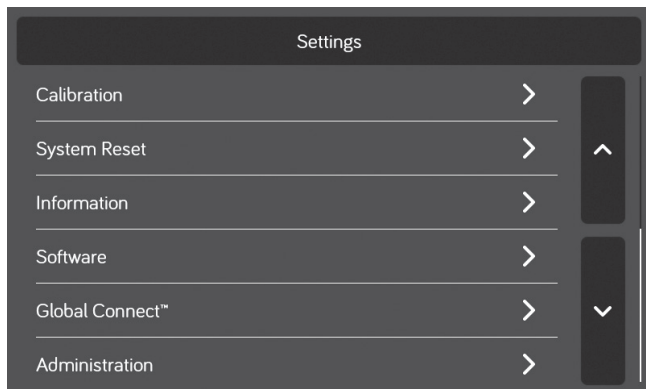 Settings
Calibration
System Reset
Information
Software
Global Connect™
Administration